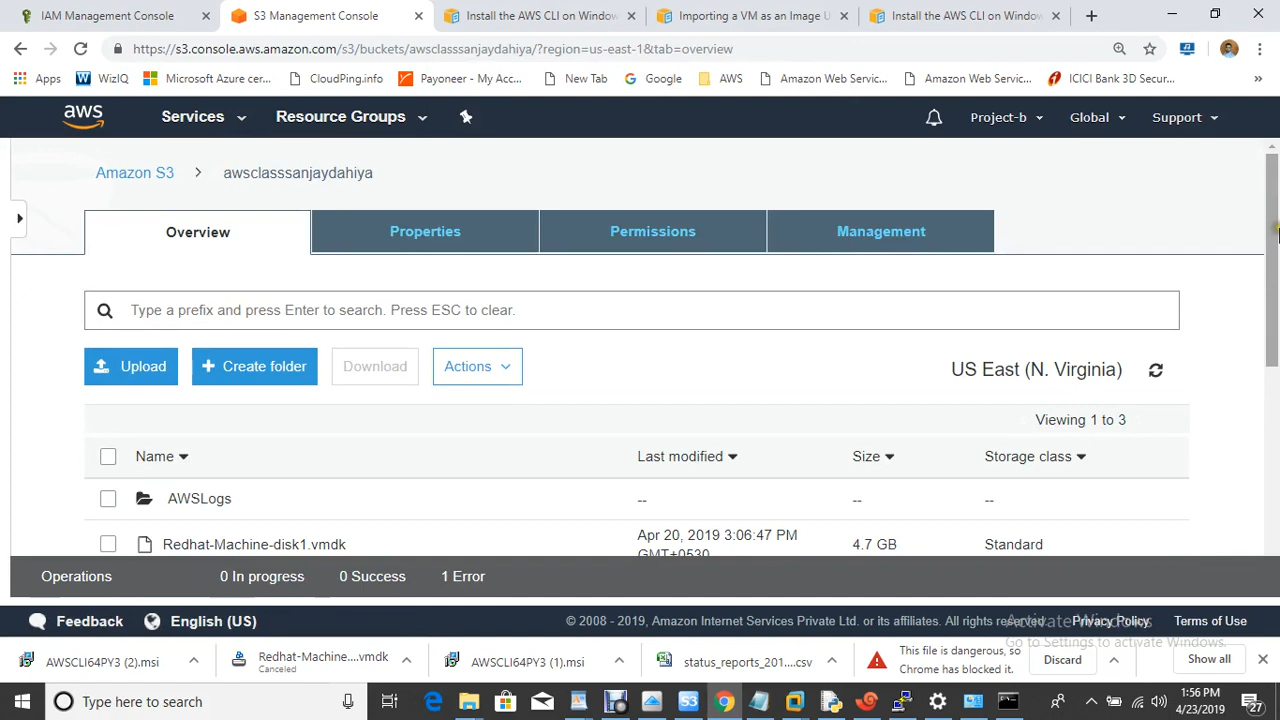 IAM Management Console
S3 Management Console
Install the AWS CLI on Window
Importing a VM as an Image U
Install the AWS CLI on Window
https://s3.console.aws.amazon.com/s3/buckets/awsclasssanjaydahiya/?region=us-east-1&tab=overview
Apps
WizIQ
Microsoft Azure cer...
CloudPing.info
Payoneer - My Acc...
New Tab
Google
AWS
Amazon Web Servic...
Amazon Web Servic...
ICICI Bank 3D Secur...
»
aws
Services
Resource Groups
Project-b
Global
Support
Amazon S3
awsclasssanjaydahiya
Overview
Properties
Permissions
Management
Type a prefix and press Enter to search. Press ESC to clear.
Upload
Create folder
Download
Actions
US East (N. Virginia)
Viewing 1 to 3
Name
Last modified
Size
Storage class
AWSLogs
--
--
--
Redhat-Machine-disk1.vmdk
Apr 20, 2019 3:06:47 PM
GMT+0530
4.7 GB
Standard
Operations
0 In progress
0 Success
1 Error
Feedback
English (US)
© 2008 - 2019, Amazon Internet Services Private Ltd. or its affiliates. All rights reserved.
Privacy Policy
Terms of Use
Activate Windows
Go to Settings to activate Windows.
AWSCLI64PY3 (2).msi
Redhat-Machine....vmdk
Canceled
AWSCLI64PY3 (1).msi
status_reports_201....csv
This file is dangerous, so
Chrome has blocked it.
Discard
Show all
Type here to search
1:56 PM
4/23/2019
27